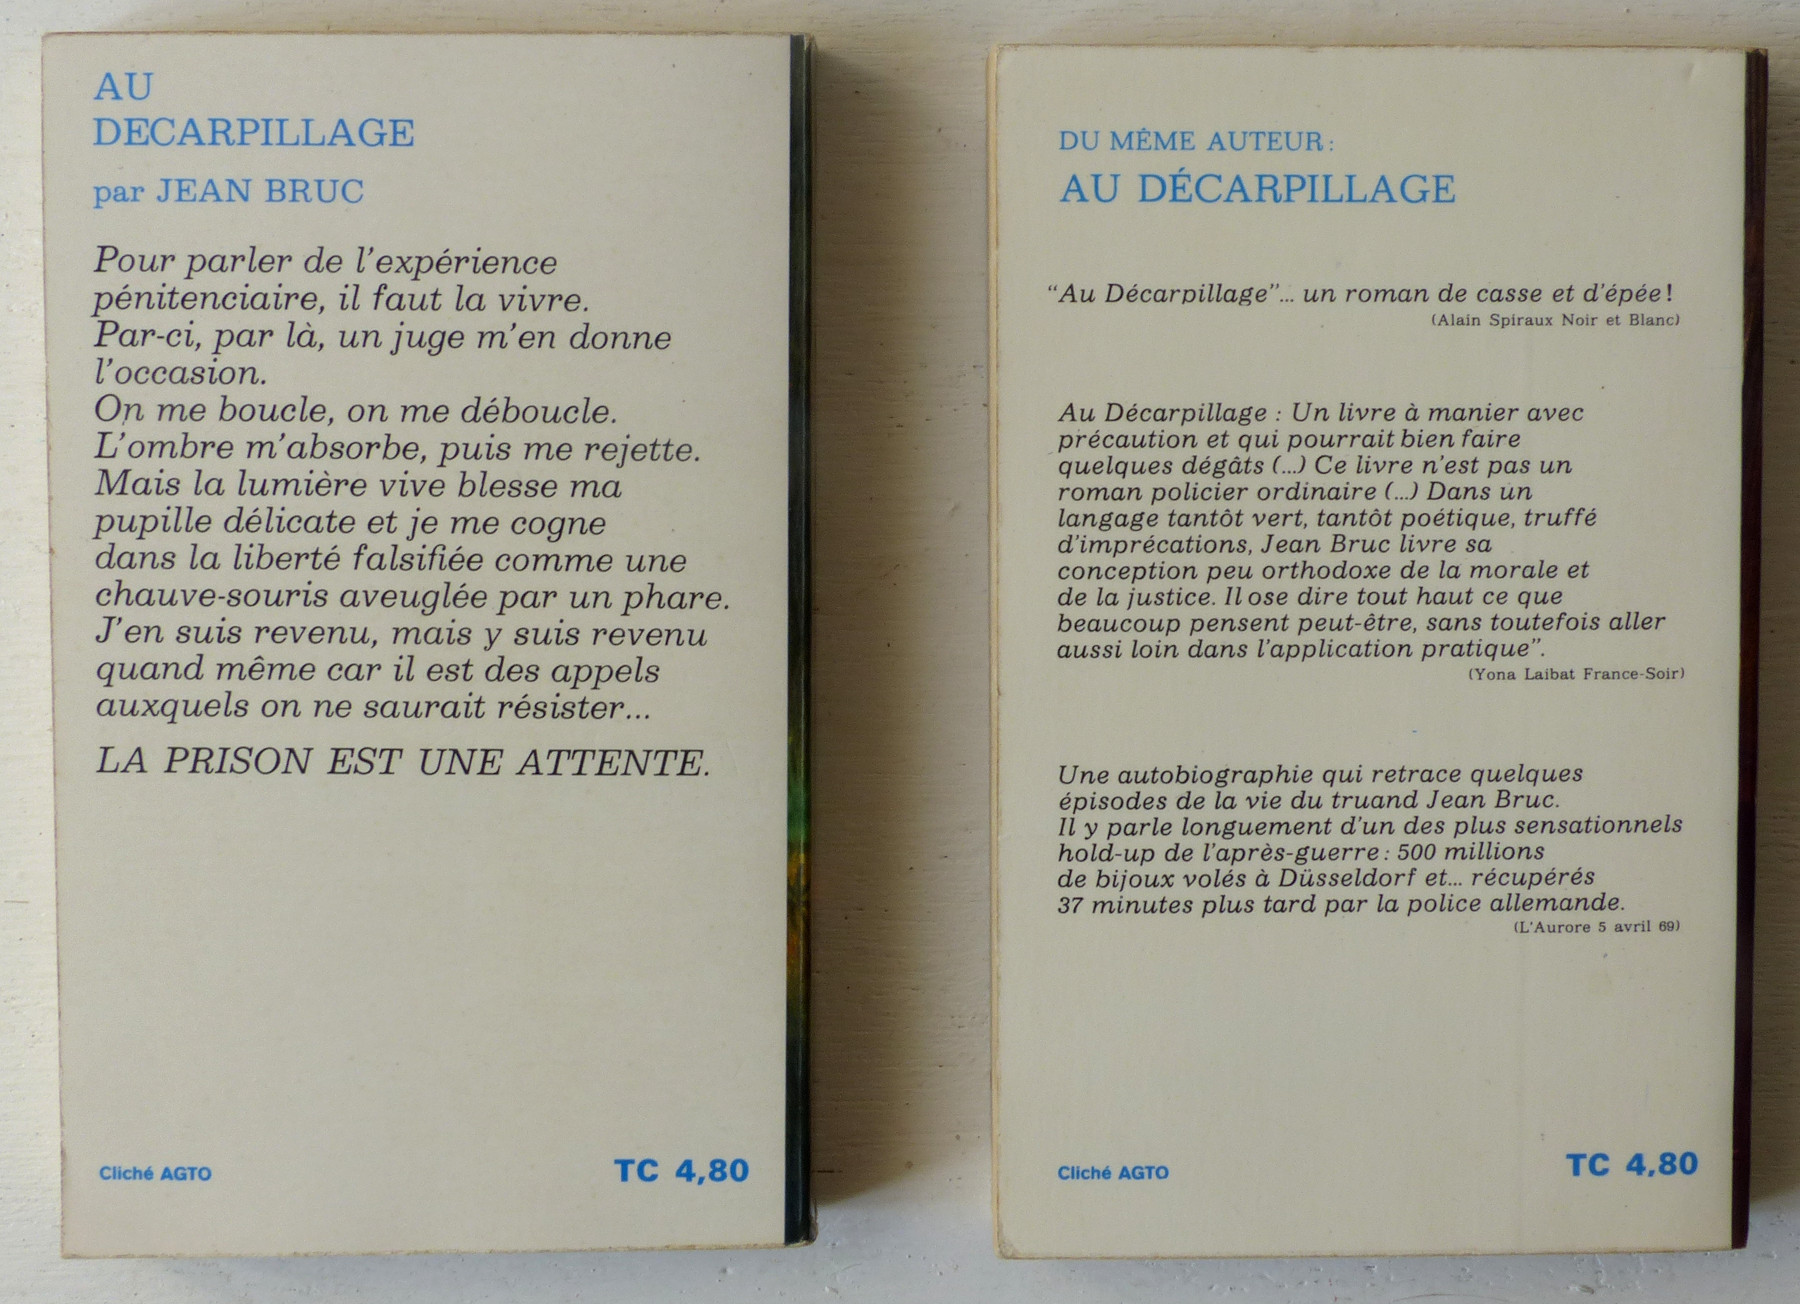 AU
DECARPILLAGE
par JEAN BRUC
Pour parler de l'expérience
pénitenciaire, il faut la vivre.
Par-ci, par là, un juge m'en donne
l'occasion.
On me boucle, on me déboucle.
L'ombre m'absorbe, puis me rejette.
Mais la lumière vive blesse ma
pupille délicate et je me cogne
dans la liberté falsifiée comme une
chauve-souris aveuglée par un phare.
J'en suis revenu, mais y suis revenu
quand même car il est des appels
auxquels on ne saurait résister...
LA PRISON EST UNE ATTENTE.
Cliché AGTO
TC 4,80
DU MÊME AUTEUR :
AU DÉCARPILLAGE
“Au Décarpillage”... un roman de casse et d'épée !
(Alain Spiraux Noir et Blanc)
Au Décarpillage : Un livre à manier avec
précaution et qui pourrait bien faire
quelques dégâts (...) Ce livre n'est pas un
roman policier ordinaire (...) Dans un
langage tantôt vert, tantôt poétique, truffé
d'imprécations, Jean Bruc livre sa
conception peu orthodoxe de la morale et
de la justice. Il ose dire tout haut ce que
beaucoup pensent peut-être, sans toutefois aller
aussi loin dans l'application pratique”.
(Yona Laibat France-Soir)
Une autobiographie qui retrace quelques
épisodes de la vie du truand Jean Bruc.
Il y parle longuement d'un des plus sensationnels
hold-up de l'après-guerre : 500 millions
de bijoux volés à Düsseldorf et... récupérés
37 minutes plus tard par la police allemande.
(L'Aurore 5 avril 69)
Cliché AGTO
TC 4,80